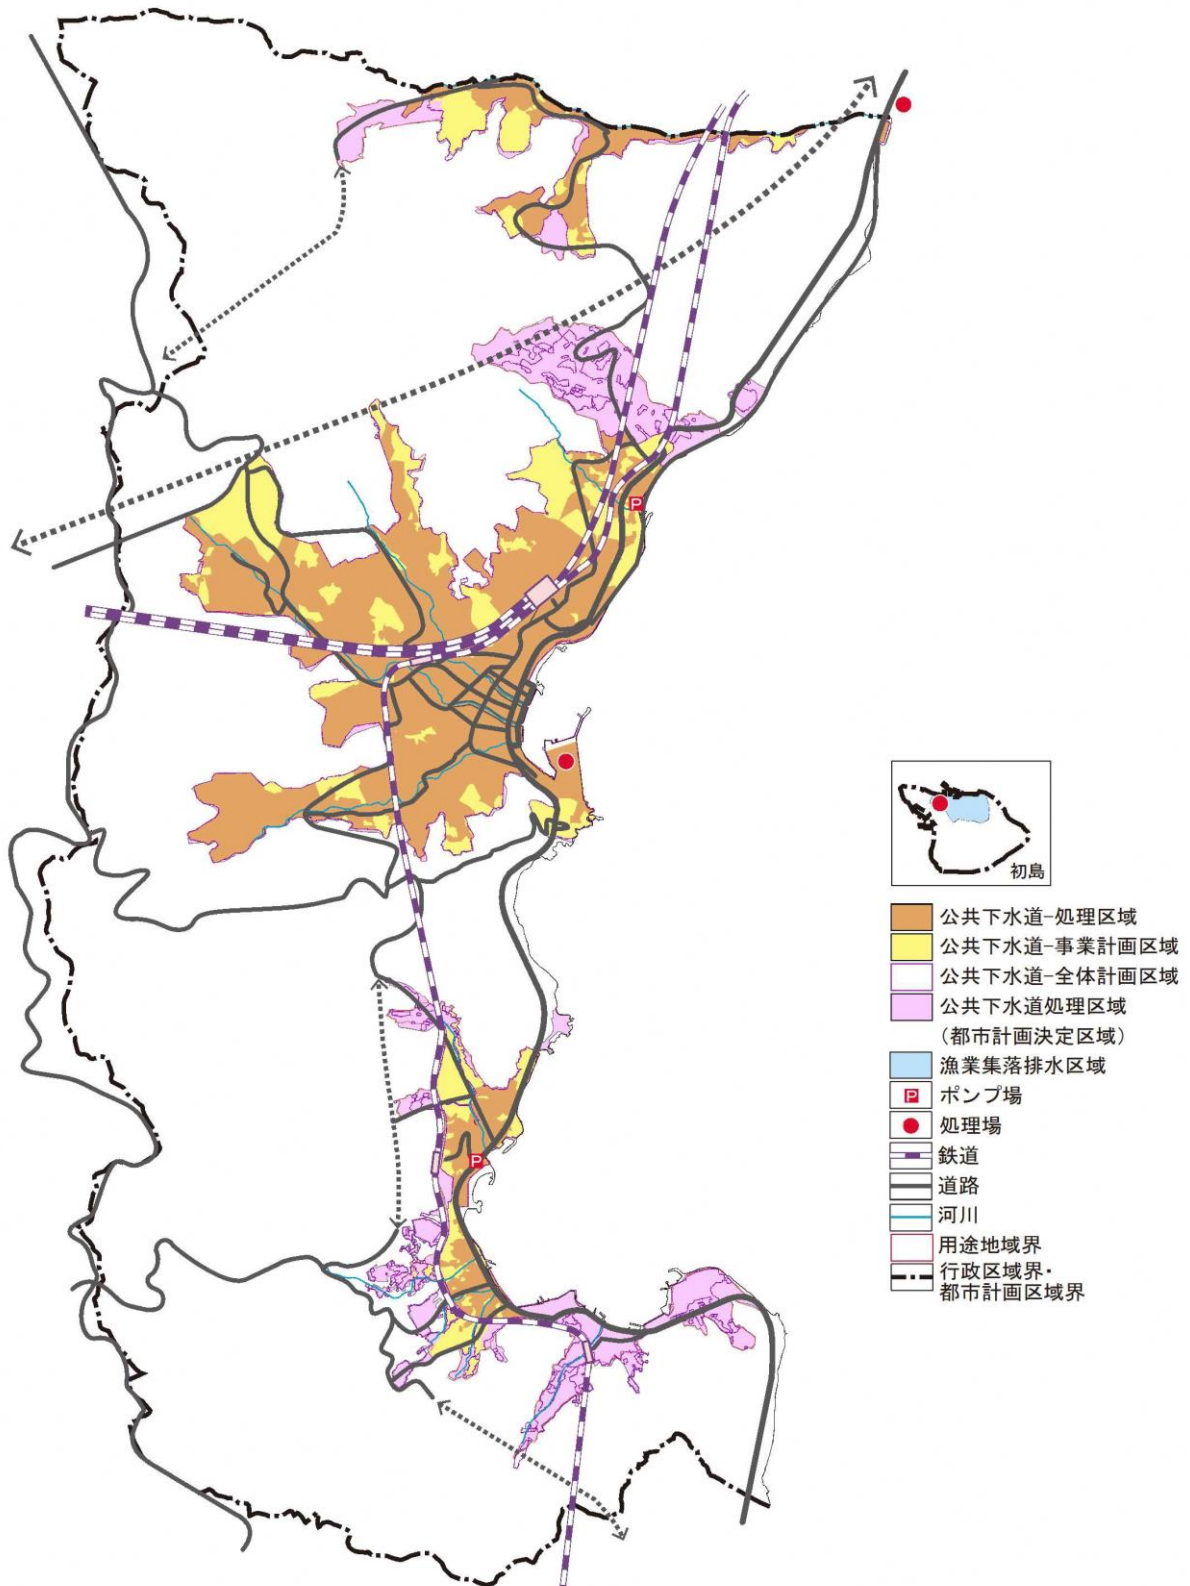 P
P
初島
公共下水道-処理区域
公共下水道-事業計画区域
公共下水道-全体計画区域
公共下水道処理区域
(都市計画決定区域)
漁業集落排水区域
P ポンプ場
処理場
鉄道
道路
河川
用途地域界
行政区域界・
都市計画区域界